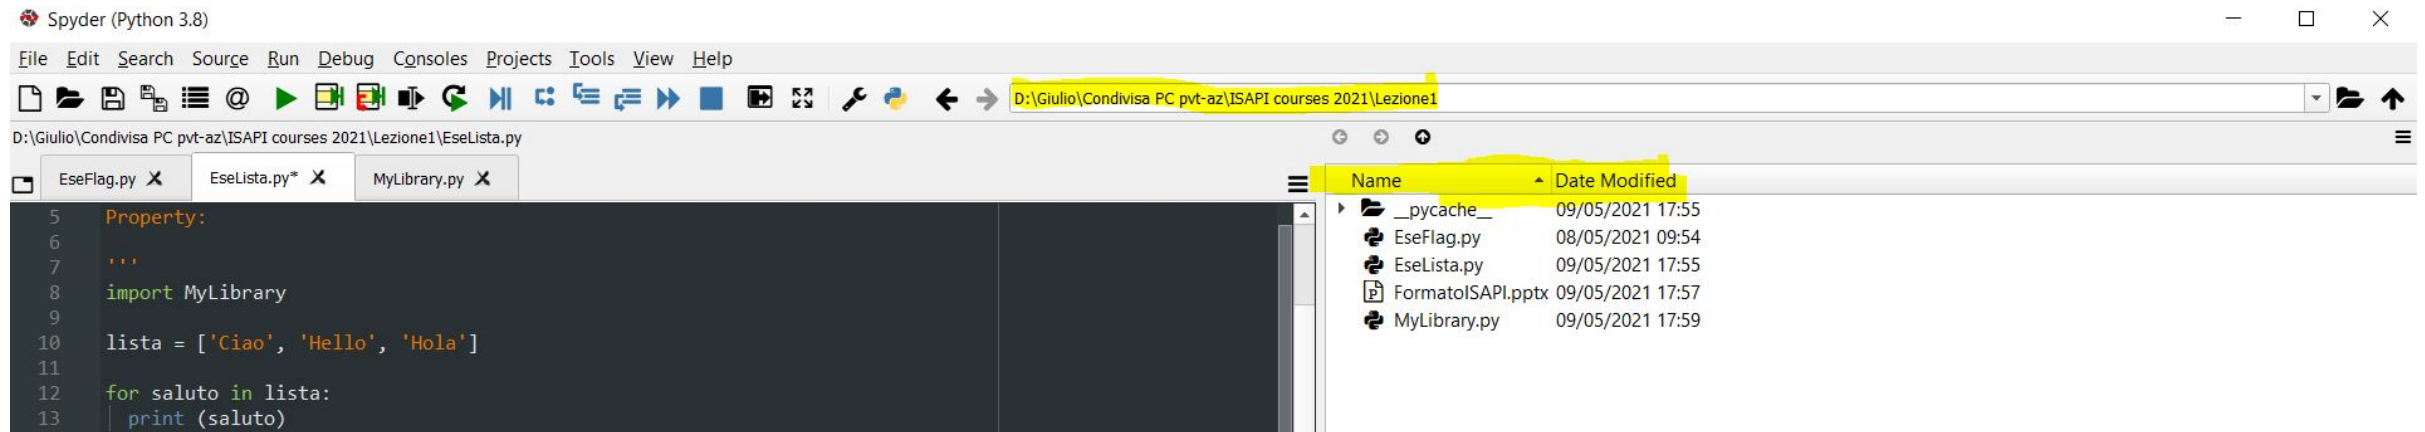 Spyder (Python 3.8)
File Edit Search Source Run Debug Consoles Projects Tools View Help
D:\Giulio\Condivisa PC pvt-az\ISAPI courses 2021\Lezione1
D:\Giulio\Condivisa PC pvt-az\ISAPI courses 2021\Lezione1\EseLista.py
EseFlag.py EseLista.py* MyLibrary.py
5 Property:
6
7 '''
8 import MyLibrary
9
10 lista = ['Ciao', 'Hello', 'Hola']
11
12 for saluto in lista:
13 print (saluto)
Name Date Modified
__pycache__ 09/05/2021 17:55
EseFlag.py 08/05/2021 09:54
EseLista.py 09/05/2021 17:55
FormatoISAPI.pptx 09/05/2021 17:57
MyLibrary.py 09/05/2021 17:59